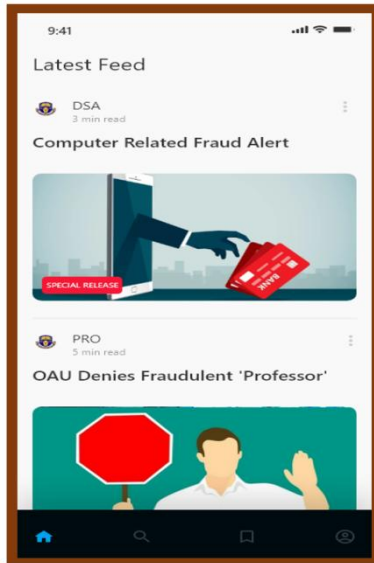 9:41
Latest Feed
DSA
3 min read
Computer Related Fraud Alert
BANK
SPECIAL RELEASE
PRO
5 min read
OAU Denies Fraudulent 'Professor'